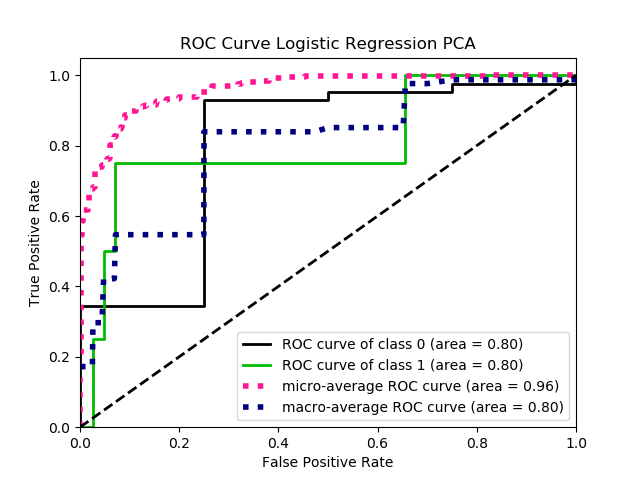 ROC Curve Logistic Regression PCA
1.0
0.8
0.6
0.4
0.2
0.0
True Positive Rate
ROC curve of class 0 (area = 0.80)
ROC curve of class 1 (area = 0.80)
micro-average ROC curve (area = 0.96)
macro-average ROC curve (area = 0.80)
0.0 0.2 0.4 0.6 0.8 1.0
False Positive Rate